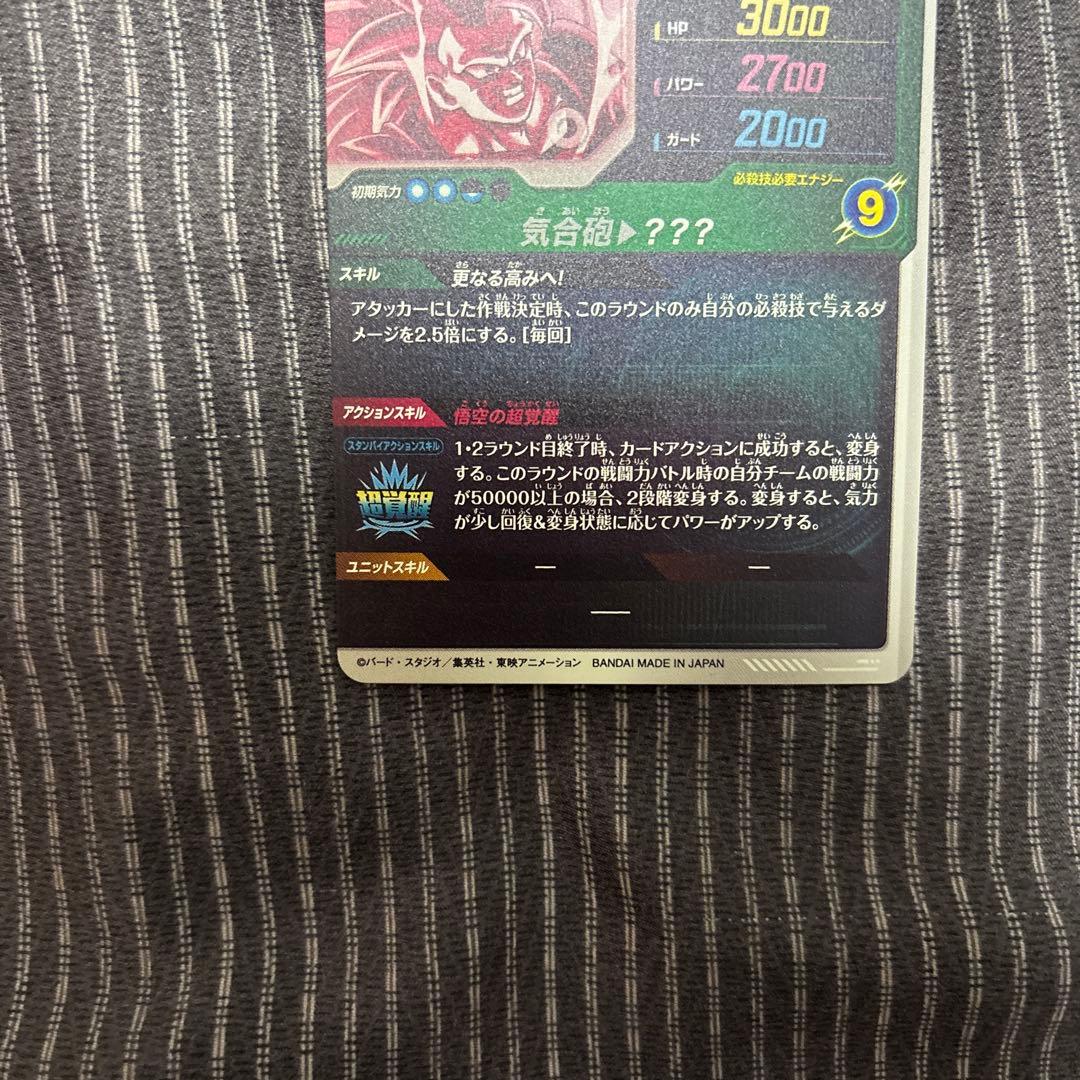 HP 3000
パワー 2700
ガード 2000
初期気力
必殺技必要エナジー
9
気合砲▶???
スキル 更なる高みへ!
アタッカーにした作戦決定時、このラウンドのみ自分の必殺技で与えるダ
メージを2.5倍にする。[毎回]
アクションスキル 悟空の超覚醒
スタンバイアクションスキル
超覚醒
1・2ラウンド目終了時、カードアクションに成功すると、変身
する。このラウンドの戦闘力バトル時の自分チームの戦闘力
が50000以上の場合、2段階変身する。変身すると、気力
が少し回復&変身状態に応じてパワーがアップする。
ユニットスキル — —
—
©バード・スタジオ/集英社・東映アニメーション BANDAI MADE IN JAPAN